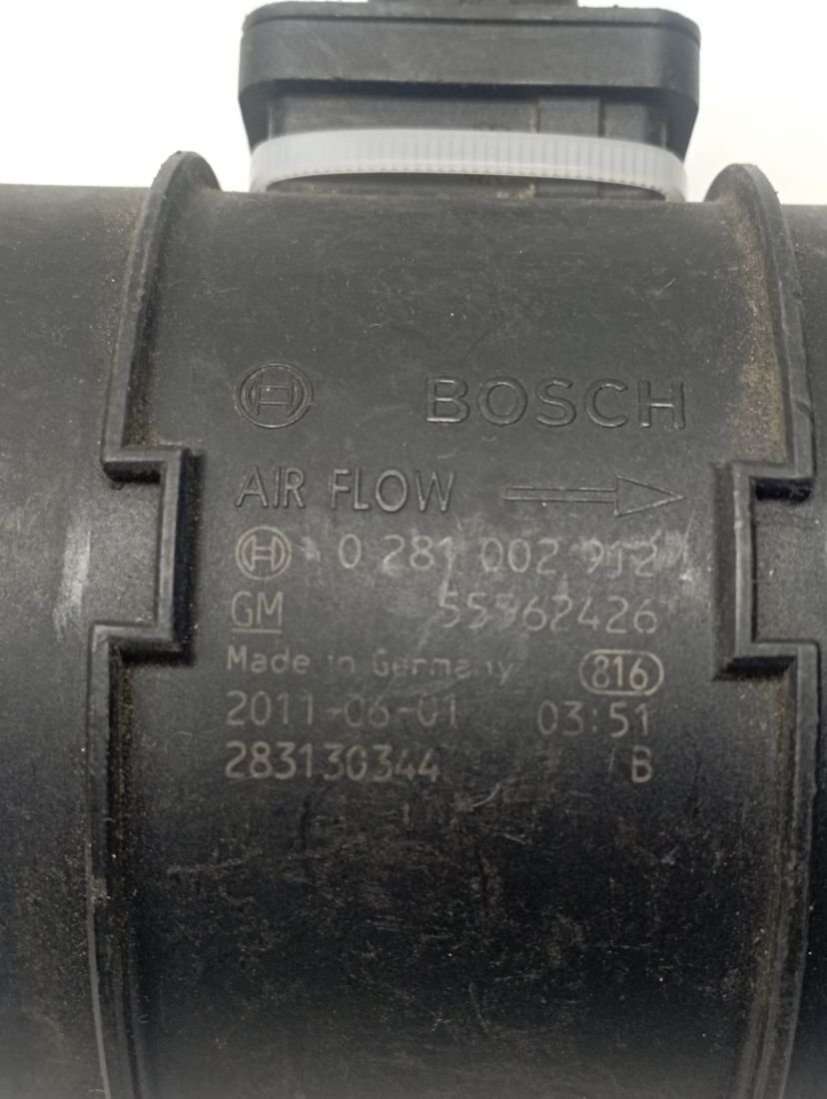 BOSCH
AIR FLOW
0 281 002 912
GM 55562426
Made in Germany 816
2011-06-01 03:51
283130344 B